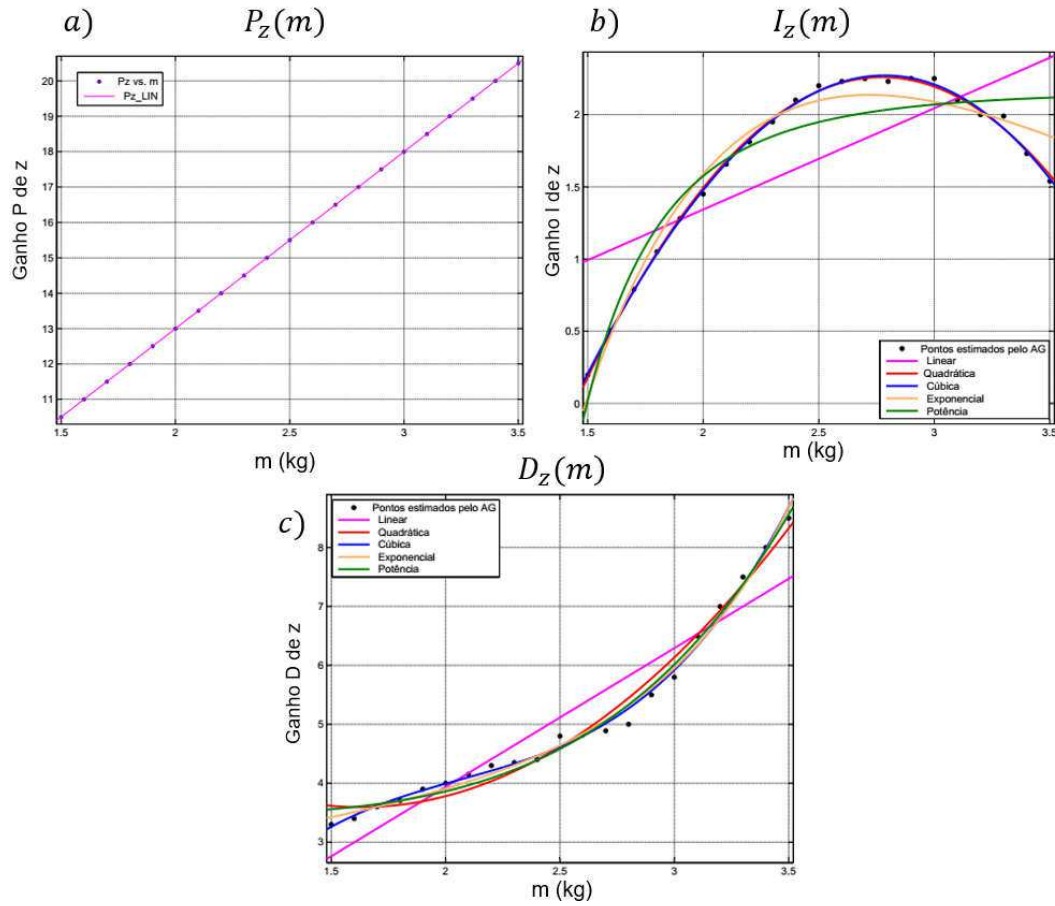 a)
P_z(m)
Ganho P de z
20
19
18
17
16
15
14
13
12
11
Pz vs. m
Pz_LIN
1.5 2 2.5 3 3.5
m (kg)
b)
I_z(m)
Ganho I de z
2
1.5
1
0.5
0
Pontos estimados pelo AG
Linear
Quadrática
Cúbica
Exponencial
Potência
1.5 2 2.5 3 3.5
m (kg)
c)
D_z(m)
Ganho D de z
8
7
6
5
4
3
Pontos estimados pelo AG
Linear
Quadrática
Cúbica
Exponencial
Potência
1.5 2 2.5 3 3.5
m (kg)